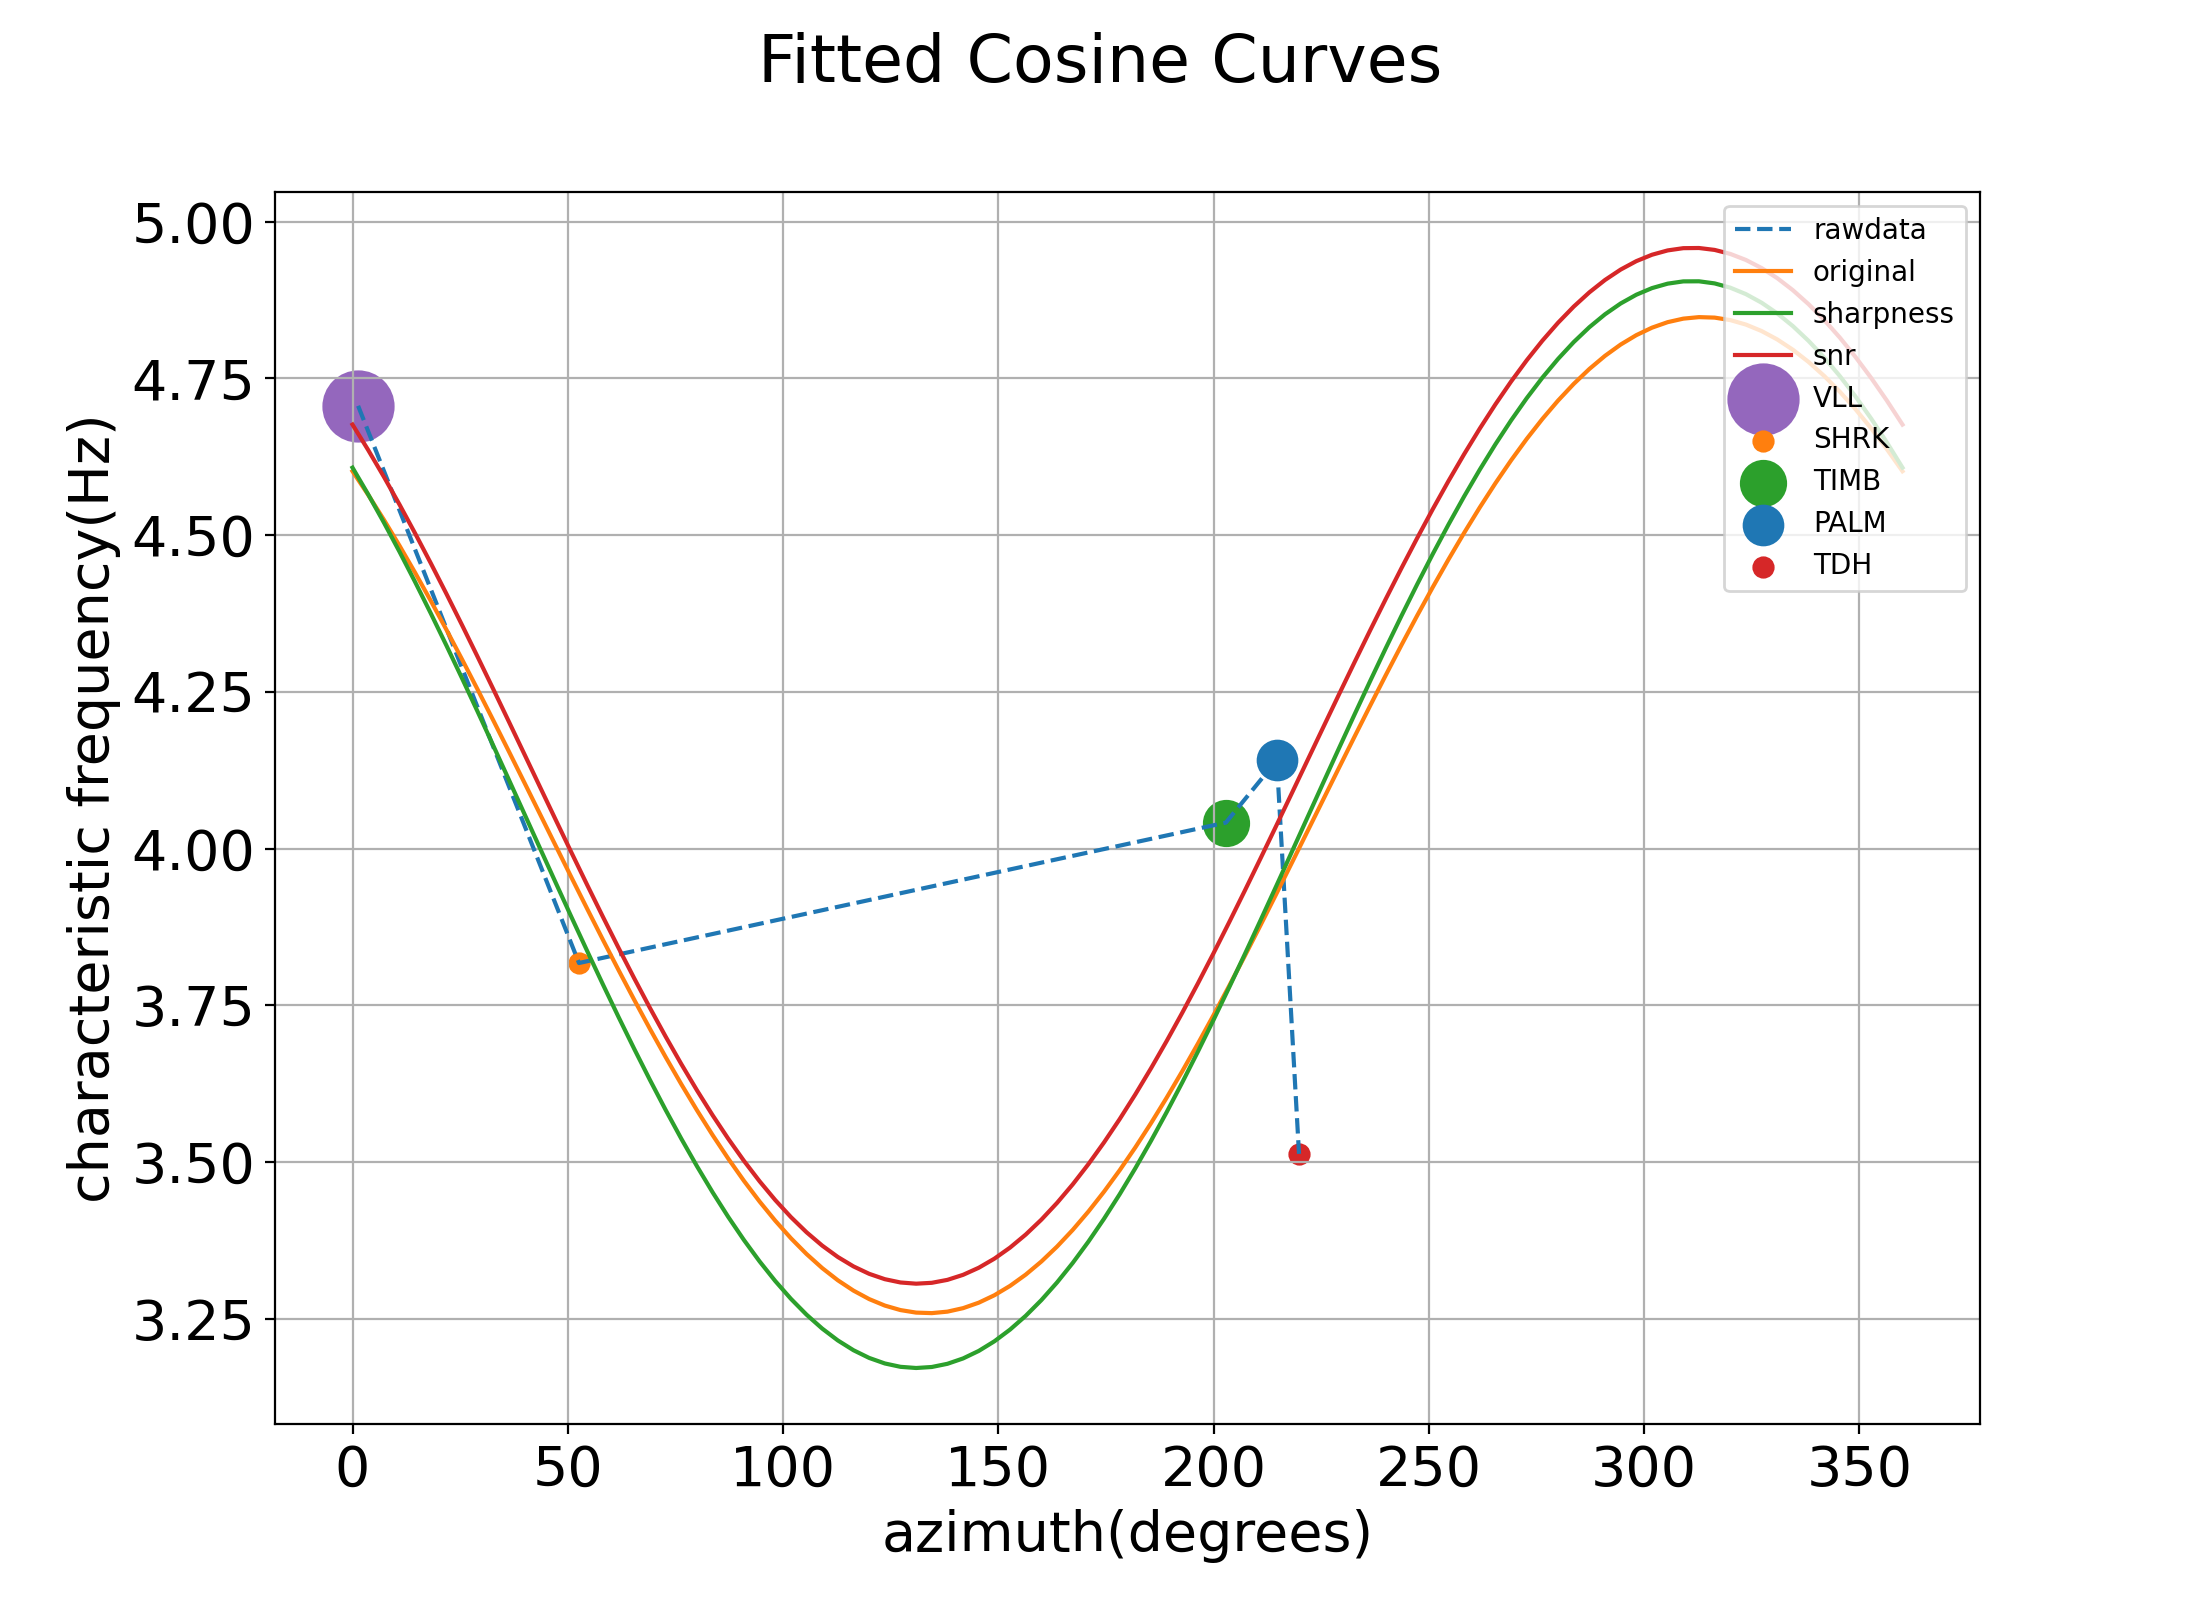 Fitted Cosine Curves
5.00
4.75
4.50
4.25
4.00
3.75
3.50
3.25
characteristic frequency(Hz)
rawdata
original
sharpness
snr
VLL
SHRK
TIMB
PALM
TDH
0 50 100 150 200 250 300 350
azimuth(degrees)